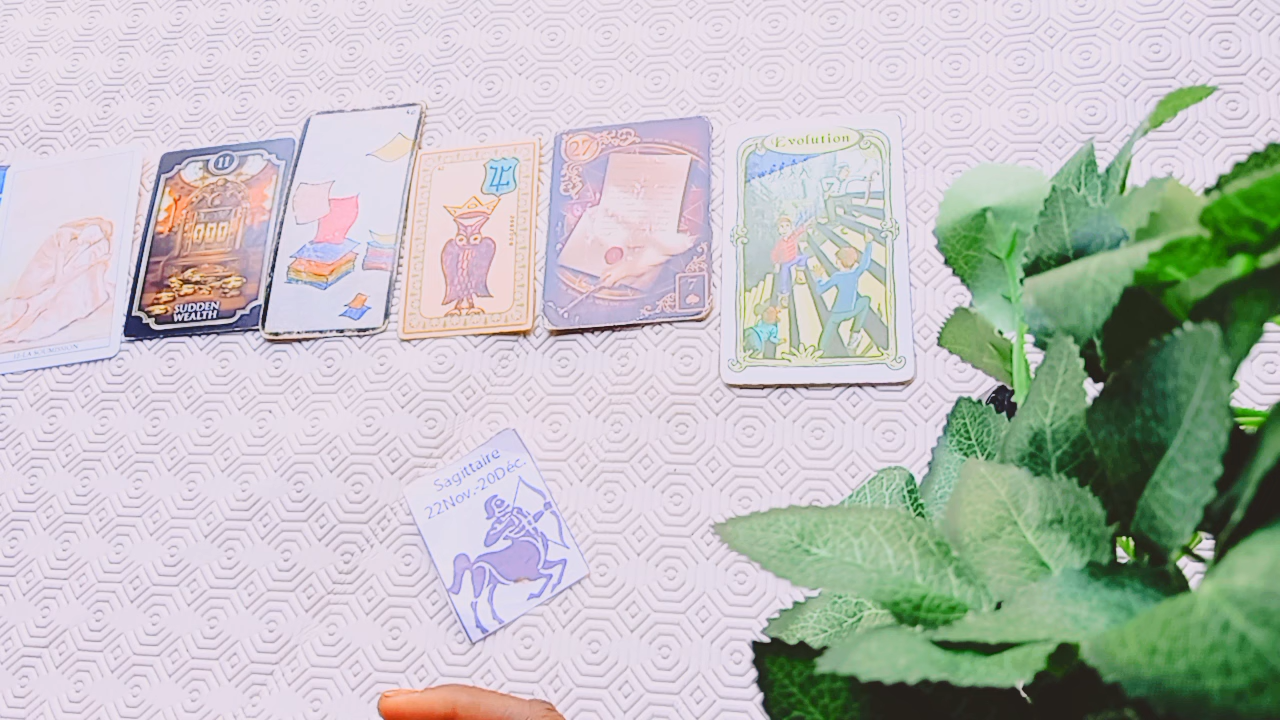 11
SUDDEN
WEALTH
27
7
Evolution
Sagittaire
22Nov.-20Déc.